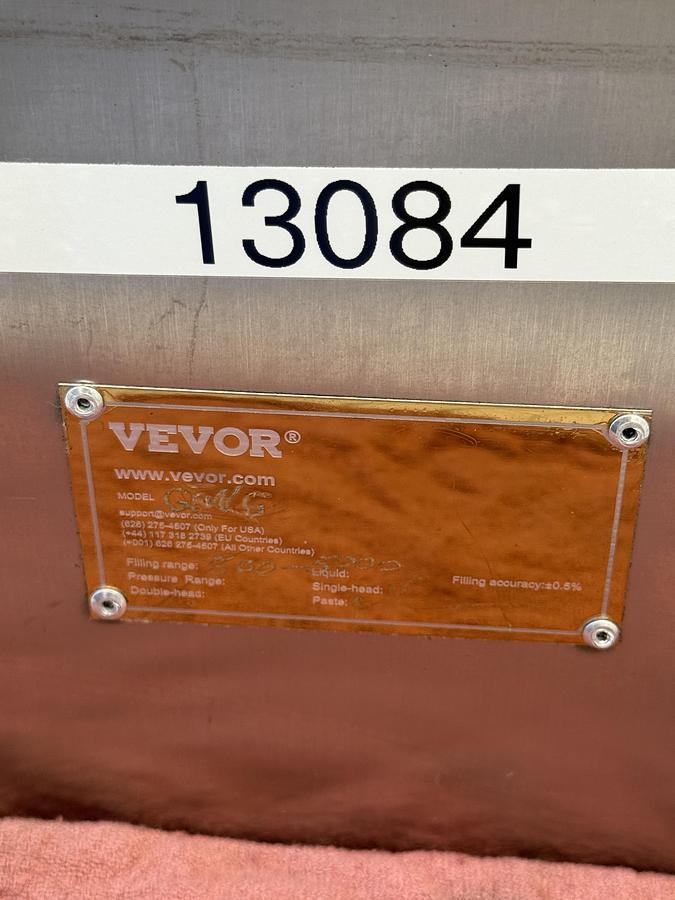 13084
VEVOR®
www.vevor.com
MODEL
support@vevor.com
(626) 275-4507 (Only For USA)
(+44) 117 318 2739 (EU Countries)
(+001) 626 275-4507 (All Other Countries)
Filling range: Liquid:
Pressure Range: Single-head: Filling accuracy:±0.5%
Double-head: Paste: